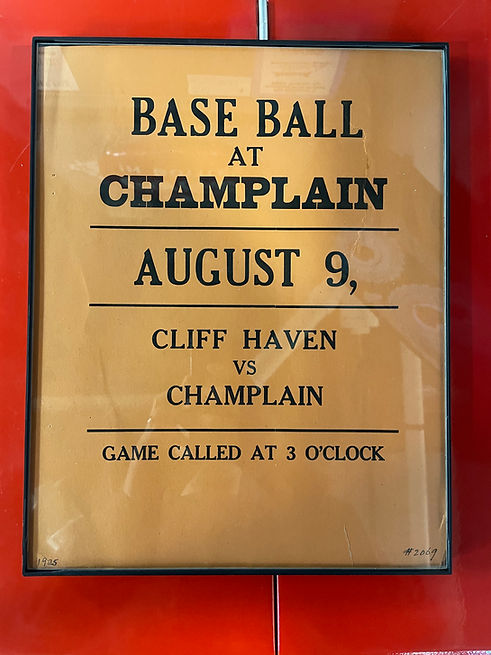 BASE BALL
AT
CHAMPLAIN
AUGUST 9,
CLIFF HAVEN
VS
CHAMPLAIN
GAME CALLED AT 3 O'CLOCK
1925 #2069